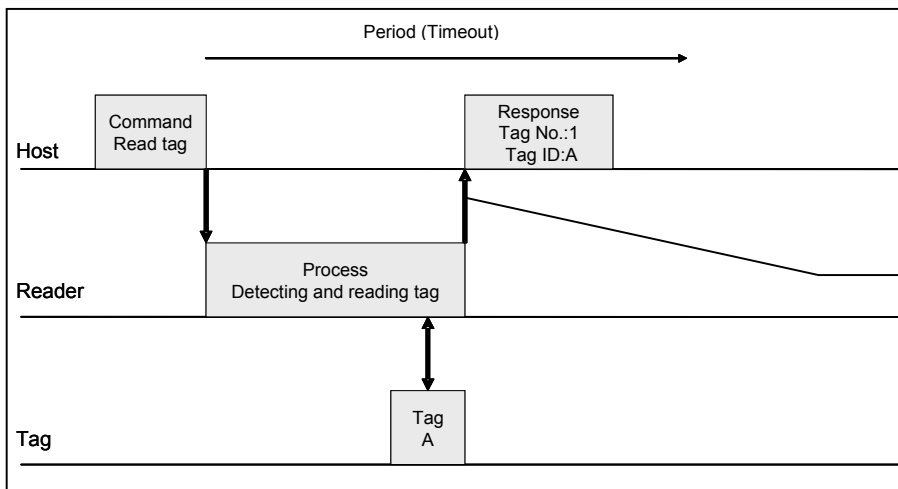 Period (Timeout)
Command
Read tag
Response
Tag No.:1
Tag ID:A
Host
Process
Detecting and reading tag
Reader
Tag
A
Tag